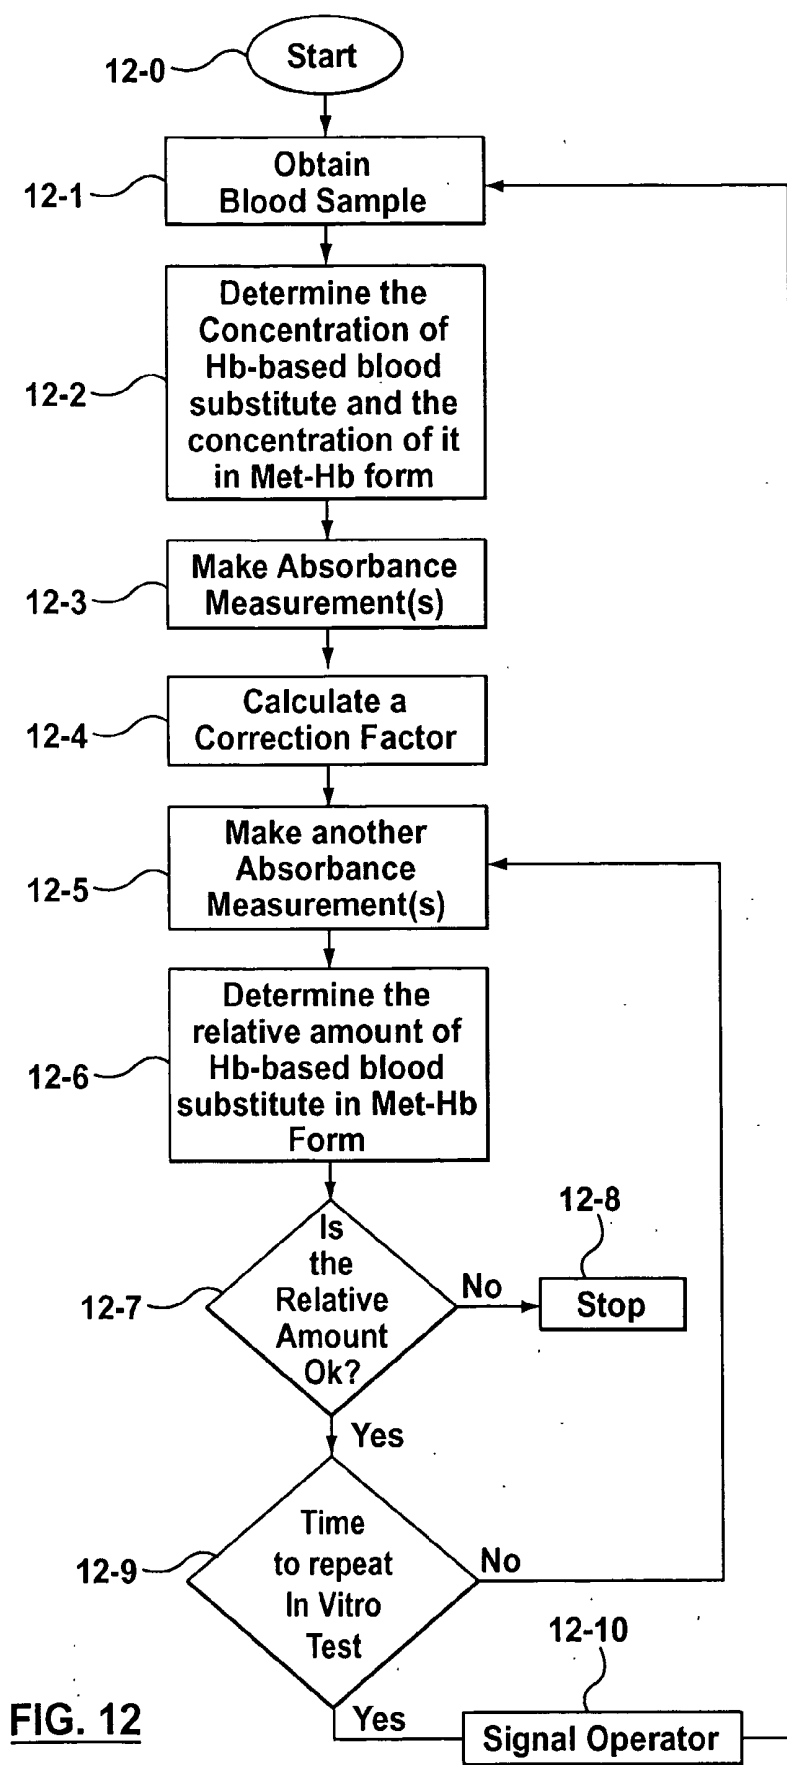 Start
12-0
Obtain
Blood Sample
12-1
Determine the
Concentration of
Hb-based blood
substitute and the
concentration of it
in Met-Hb form
12-2
Make Absorbance
Measurement(s)
12-3
Calculate a
Correction Factor
12-4
Make another
Absorbance
Measurement(s)
12-5
Determine the
relative amount of
Hb-based blood
substitute in Met-Hb
Form
12-6
Is
the
Relative
Amount
Ok?
12-7
No
12-8
Stop
Yes
Time
to repeat
In Vitro
Test
12-9
No
12-10
Yes
Signal Operator
FIG. 12